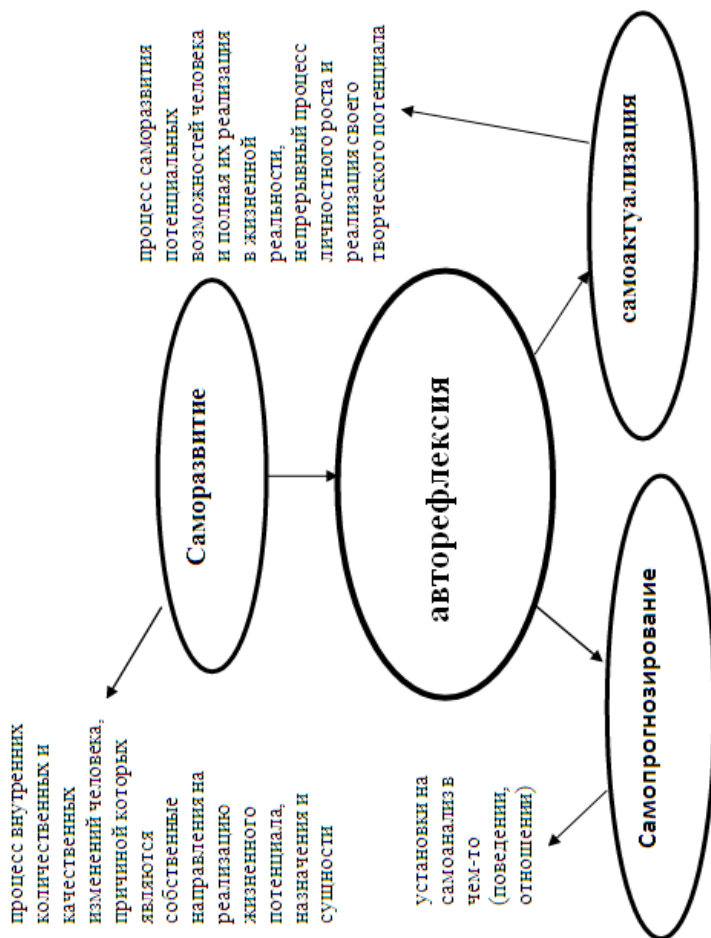 процесс внутренних
количественных и
качественных
изменений человека,
причиной которых
являются
собственные
направления на
реализацию
жизненного
потенциала,
назначения и
сущности
Саморазвитие
процесс саморазвития
потенциальных
возможностей человека
и полная их реализация
в жизненной
реальности,
непрерывный процесс
личностного роста и
реализация своего
творческого потенциала
авторефлексия
установки на
самоанализ в
чем-то
(поведении,
отношении)
Самопрогнозирование
самоактуализация